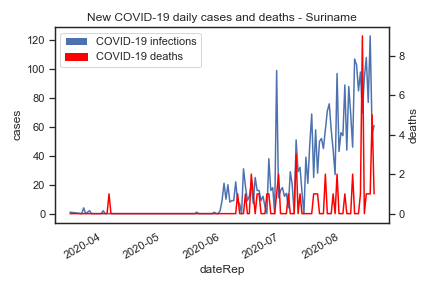 New COVID-19 daily cases and deaths - Suriname
COVID-19 infections
COVID-19 deaths
120
100
80
60
40
20
0
cases
8
6
4
2
0
deaths
2020-04
2020-05
2020-06
2020-07
2020-08
dateRep